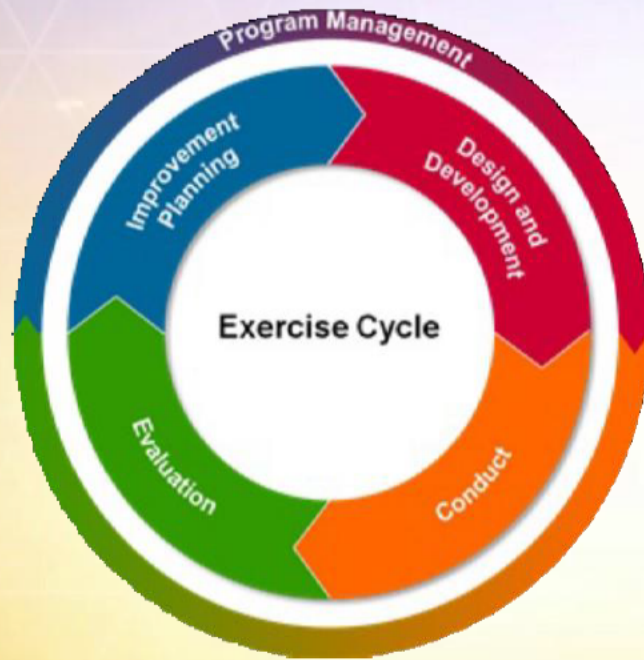 Program Management
Improvement
Planning
Design and
Development
Exercise Cycle
Evaluation
Conduct